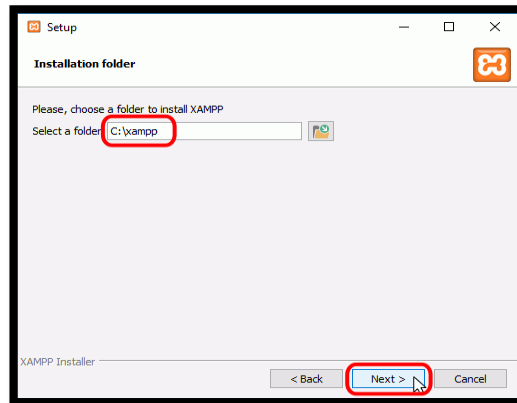 Setup
Installation folder
Please, choose a folder to install XAMPP
Select a folder C:\xampp
XAMPP Installer
< Back Next > Cancel